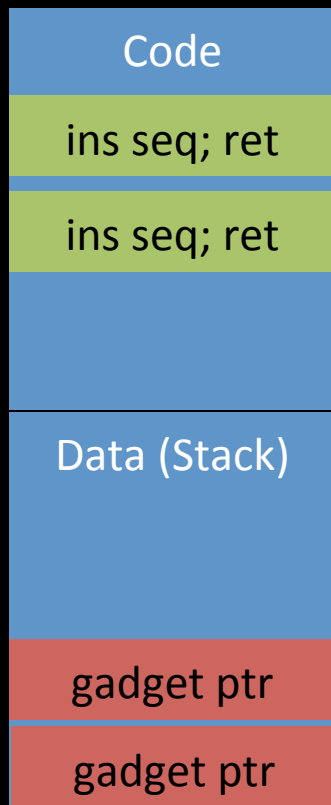 Code
ins seq; ret
ins seq; ret
Data (Stack)
gadget ptr
gadget ptr